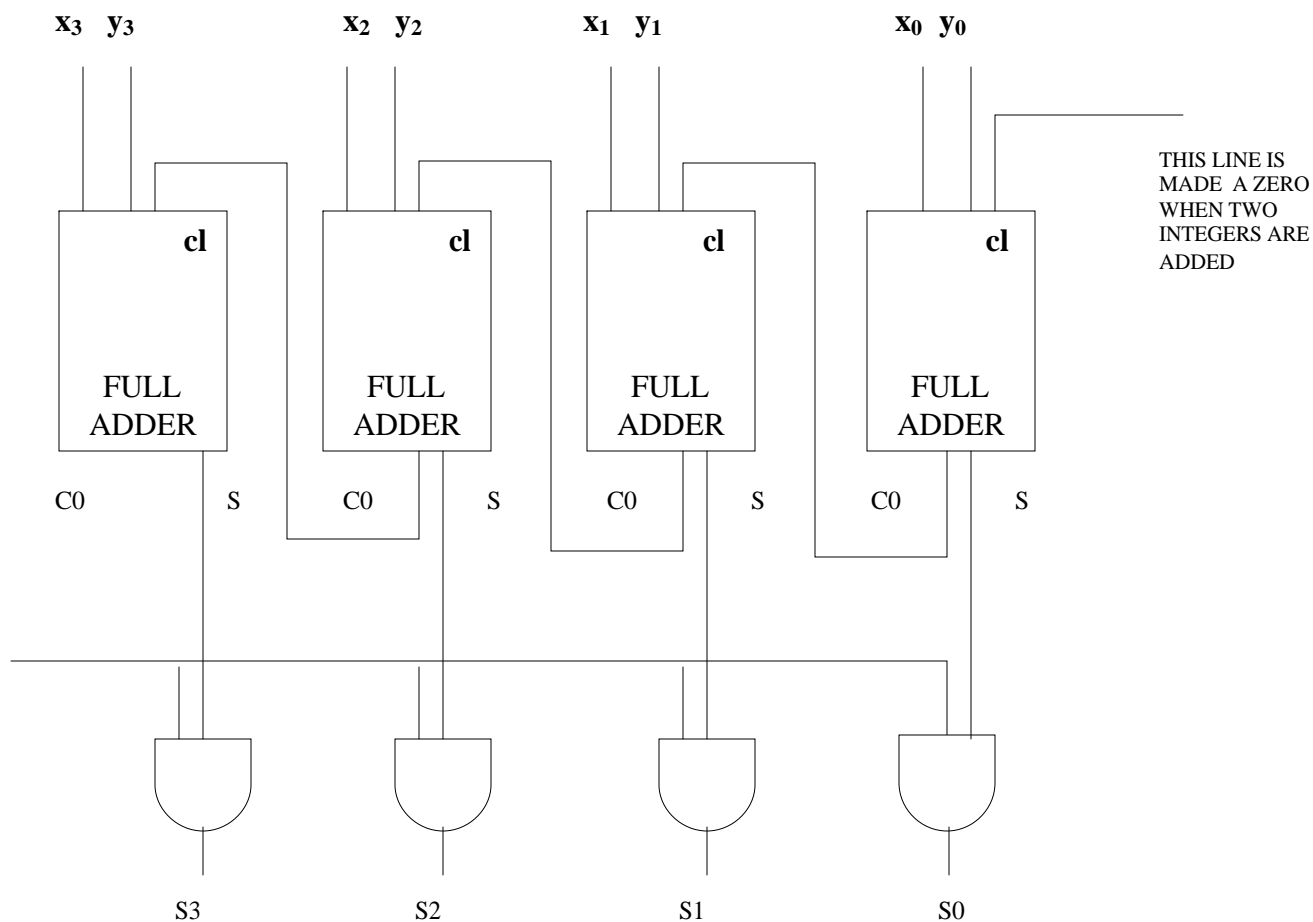 x3 y3 x2 y2 x1 y1 x0 y0
THIS LINE IS
MADE A ZERO
WHEN TWO
INTEGERS ARE
ADDED
cl cl cl cl
FULL FULL FULL FULL
ADDER ADDER ADDER ADDER
C0 S C0 S C0 S C0 S
S3 S2 S1 S0